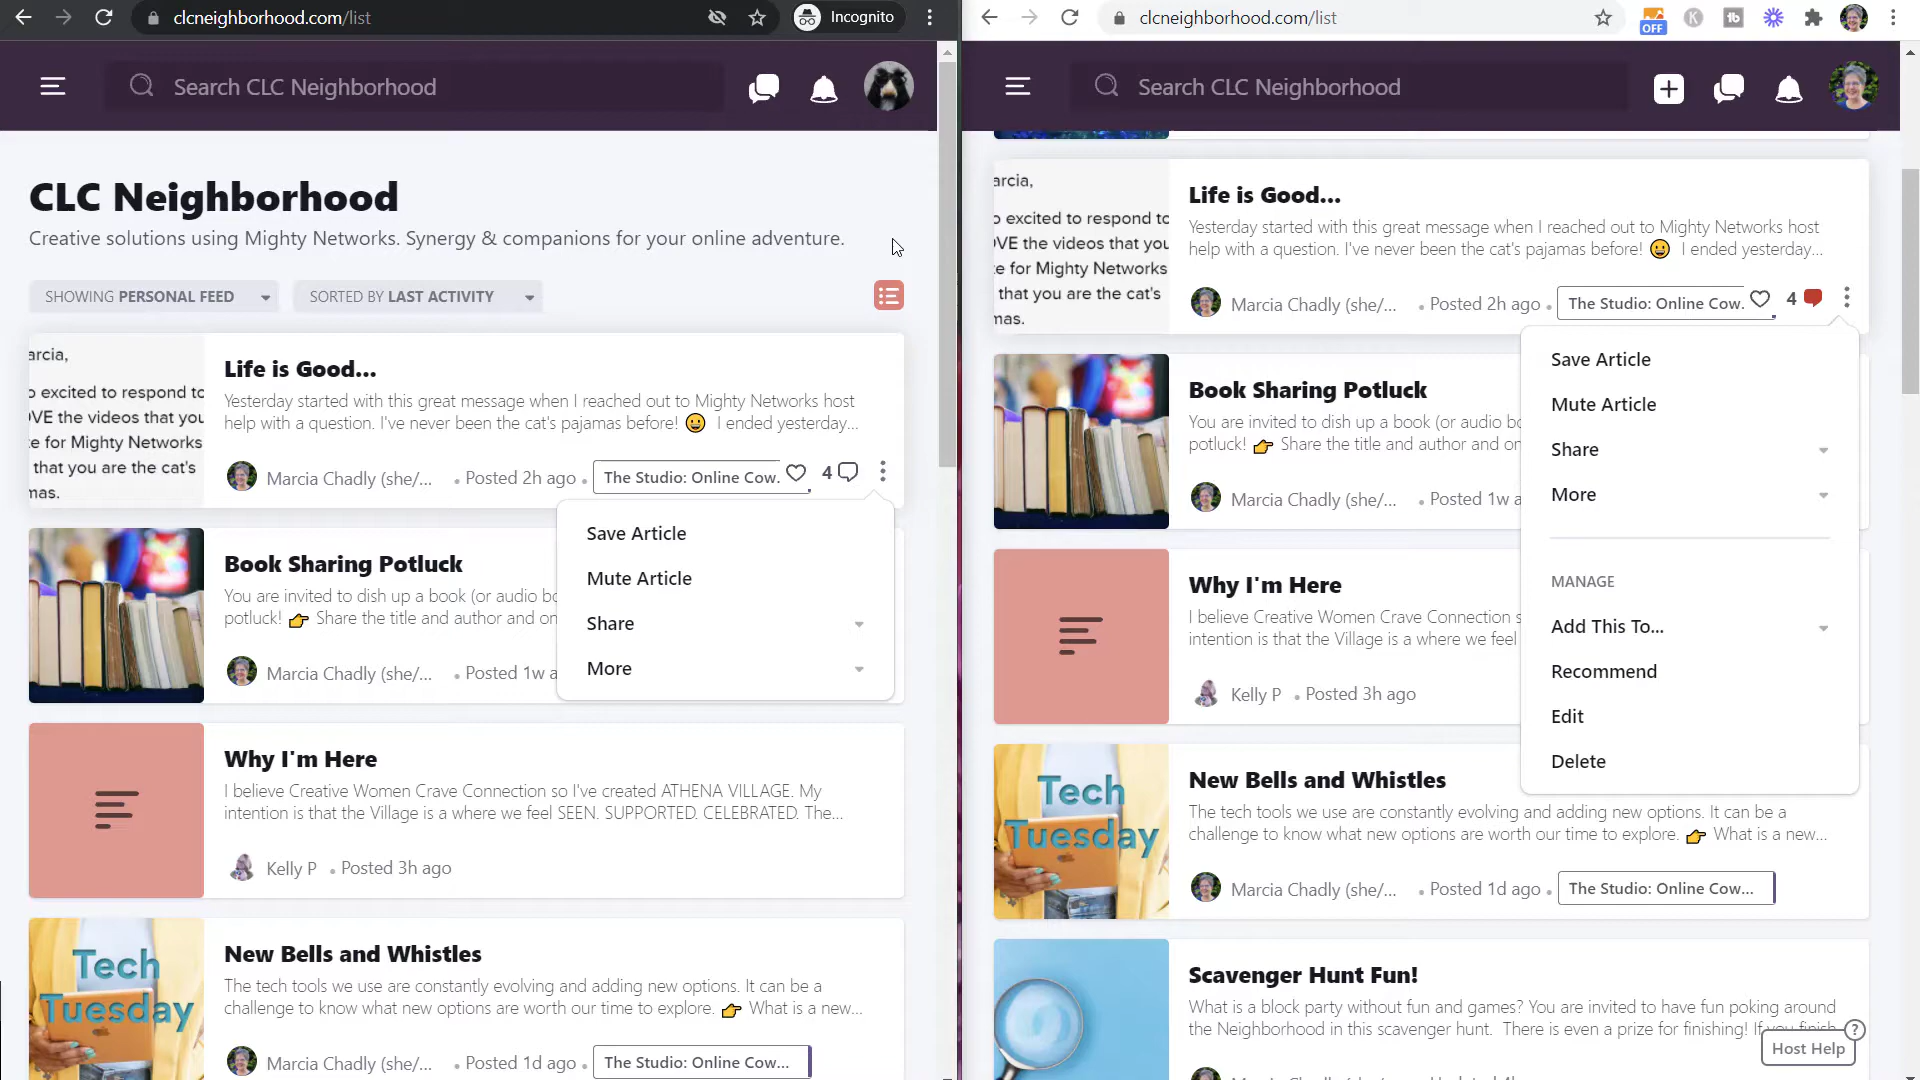 clcneighborhood.com/list
Incognito
Search CLC Neighborhood
CLC Neighborhood
Creative solutions using Mighty Networks. Synergy & companions for your online adventure.
SHOWING PERSONAL FEED
SORTED BY LAST ACTIVITY
arcia,
o excited to respond to
VE the videos that you
e for Mighty Networks
that you are the cat's
mas.
Life is Good...
Yesterday started with this great message when I reached out to Mighty Networks host
help with a question. I've never been the cat's pajamas before! 😀 I ended yesterday...
Marcia Chadly (she/... • Posted 2h ago • The Studio: Online Cow.
4
Save Article
Mute Article
Share
More
Book Sharing Potluck
You are invited to dish up a book (or audio bo
potluck! 👉 Share the title and author and on
Marcia Chadly (she/... • Posted 1w a
Why I'm Here
I believe Creative Women Crave Connection so I've created ATHENA VILLAGE. My
intention is that the Village is a where we feel SEEN. SUPPORTED. CELEBRATED. The...
Kelly P • Posted 3h ago
Tech
Tuesday
New Bells and Whistles
The tech tools we use are constantly evolving and adding new options. It can be a
challenge to know what new options are worth our time to explore. 👉 What is a new...
Marcia Chadly (she/... • Posted 1d ago • The Studio: Online Cow...
clcneighborhood.com/list
OFF
K
tb
Search CLC Neighborhood
arcia,
o excited to respond to
VE the videos that you
e for Mighty Networks
that you are the cat's
mas.
Life is Good...
Yesterday started with this great message when I reached out to Mighty Networks host
help with a question. I've never been the cat's pajamas before! 😀 I ended yesterday...
Marcia Chadly (she/... • Posted 2h ago • The Studio: Online Cow.
4
Save Article
Mute Article
Share
More
MANAGE
Add This To...
Recommend
Edit
Delete
Book Sharing Potluck
You are invited to dish up a book (or audio bo
potluck! 👉 Share the title and author and on
Marcia Chadly (she/... • Posted 1w a
Why I'm Here
I believe Creative Women Crave Connection s
intention is that the Village is a where we feel
Kelly P • Posted 3h ago
Tech
Tuesday
New Bells and Whistles
The tech tools we use are constantly evolving and adding new options. It can be a
challenge to know what new options are worth our time to explore. 👉 What is a new...
Marcia Chadly (she/... • Posted 1d ago • The Studio: Online Cow...
Scavenger Hunt Fun!
What is a block party without fun and games? You are invited to have fun poking around
the Neighborhood in this scavenger hunt. There is even a prize for finishing! If you finish
?
Host Help